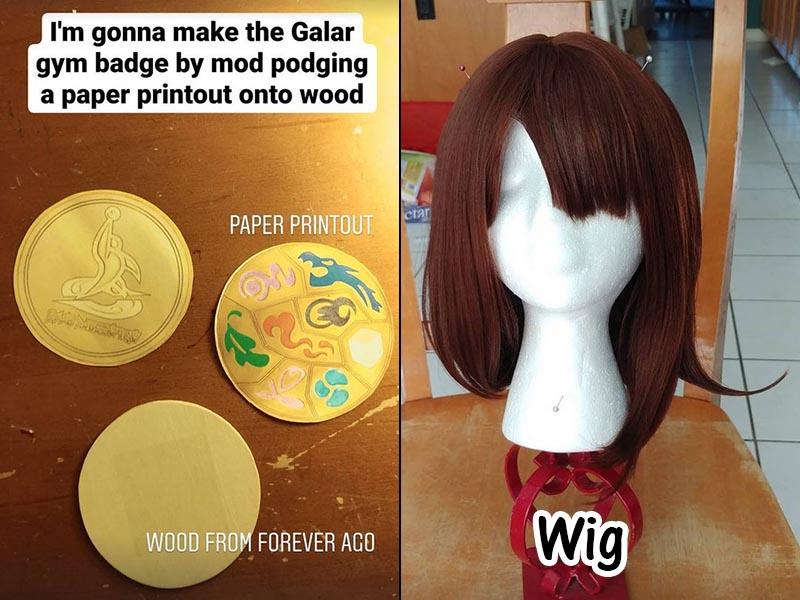 I'm gonna make the Galar
gym badge by mod podging
a paper printout onto wood
PAPER PRINTOUT
WOOD FROM FOREVER AGO
ctar
Wig